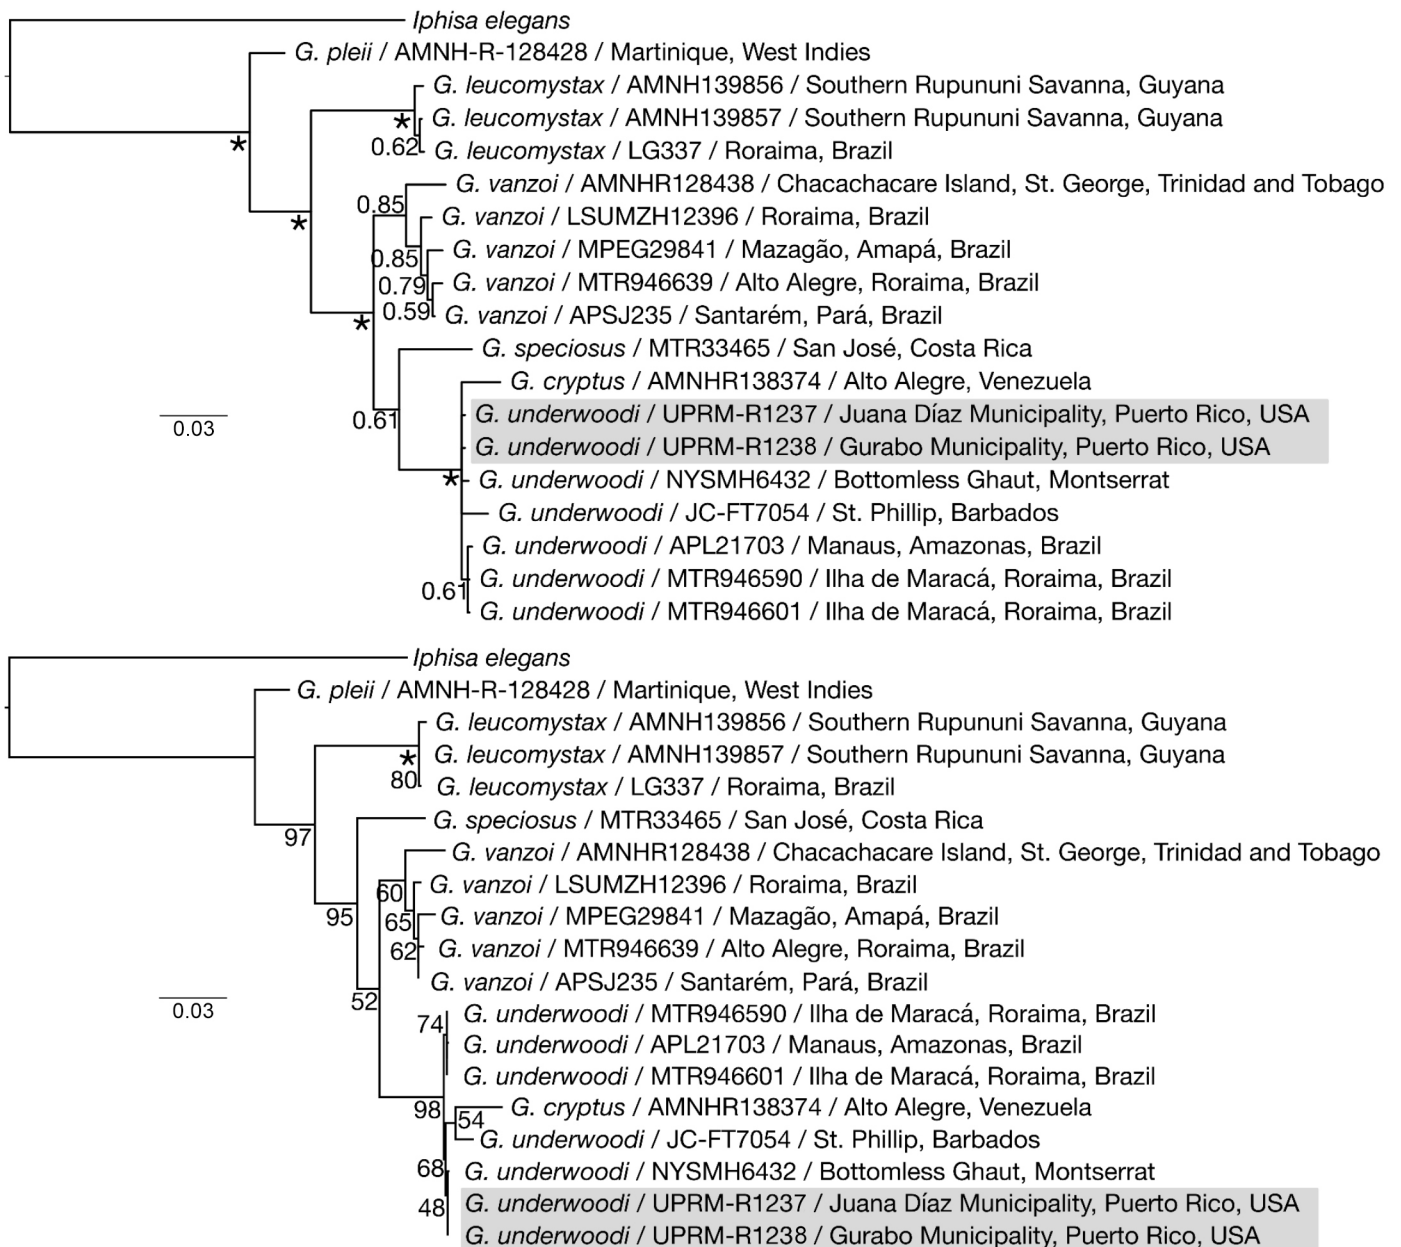 Iphisa elegans
G. pleii / AMNH-R-128428 / Martinique, West Indies
G. leucomystax / AMNH139856 / Southern Rupununi Savanna, Guyana
G. leucomystax / AMNH139857 / Southern Rupununi Savanna, Guyana
*
*
0.62
G. leucomystax / LG337 / Roraima, Brazil
G. vanzoi / AMNHR128438 / Chacachacare Island, St. George, Trinidad and Tobago
0.85
G. vanzoi / LSUMZH12396 / Roraima, Brazil
*
G. vanzoi / MPEG29841 / Mazagão, Amapá, Brazil
0.85
G. vanzoi / MTR946639 / Alto Alegre, Roraima, Brazil
0.79
0.59
G. vanzoi / APSJ235 / Santarém, Pará, Brazil
*
G. speciosus / MTR33465 / San José, Costa Rica
G. cryptus / AMNHR138374 / Alto Alegre, Venezuela
G. underwoodi / UPRM-R1237 / Juana Díaz Municipality, Puerto Rico, USA
0.61
0.03
G. underwoodi / UPRM-R1238 / Gurabo Municipality, Puerto Rico, USA
*
G. underwoodi / NYSMH6432 / Bottomless Ghaut, Montserrat
G. underwoodi / JC-FT7054 / St. Phillip, Barbados
G. underwoodi / APL21703 / Manaus, Amazonas, Brazil
G. underwoodi / MTR946590 / Ilha de Maracá, Roraima, Brazil
0.61
G. underwoodi / MTR946601 / Ilha de Maracá, Roraima, Brazil
Iphisa elegans
G. pleii / AMNH-R-128428 / Martinique, West Indies
G. leucomystax / AMNH139856 / Southern Rupununi Savanna, Guyana
G. leucomystax / AMNH139857 / Southern Rupununi Savanna, Guyana
*
80
G. leucomystax / LG337 / Roraima, Brazil
G. speciosus / MTR33465 / San José, Costa Rica
97
G. vanzoi / AMNHR128438 / Chacachacare Island, St. George, Trinidad and Tobago
G. vanzoi / LSUMZH12396 / Roraima, Brazil
60
G. vanzoi / MPEG29841 / Mazagão, Amapá, Brazil
95
65
G. vanzoi / MTR946639 / Alto Alegre, Roraima, Brazil
62
G. vanzoi / APSJ235 / Santarém, Pará, Brazil
52
0.03
G. underwoodi / MTR946590 / Ilha de Maracá, Roraima, Brazil
74
G. underwoodi / APL21703 / Manaus, Amazonas, Brazil
G. underwoodi / MTR946601 / Ilha de Maracá, Roraima, Brazil
G. cryptus / AMNHR138374 / Alto Alegre, Venezuela
98
54
G. underwoodi / JC-FT7054 / St. Phillip, Barbados
68
G. underwoodi / NYSMH6432 / Bottomless Ghaut, Montserrat
G. underwoodi / UPRM-R1237 / Juana Díaz Municipality, Puerto Rico, USA
48
G. underwoodi / UPRM-R1238 / Gurabo Municipality, Puerto Rico, USA